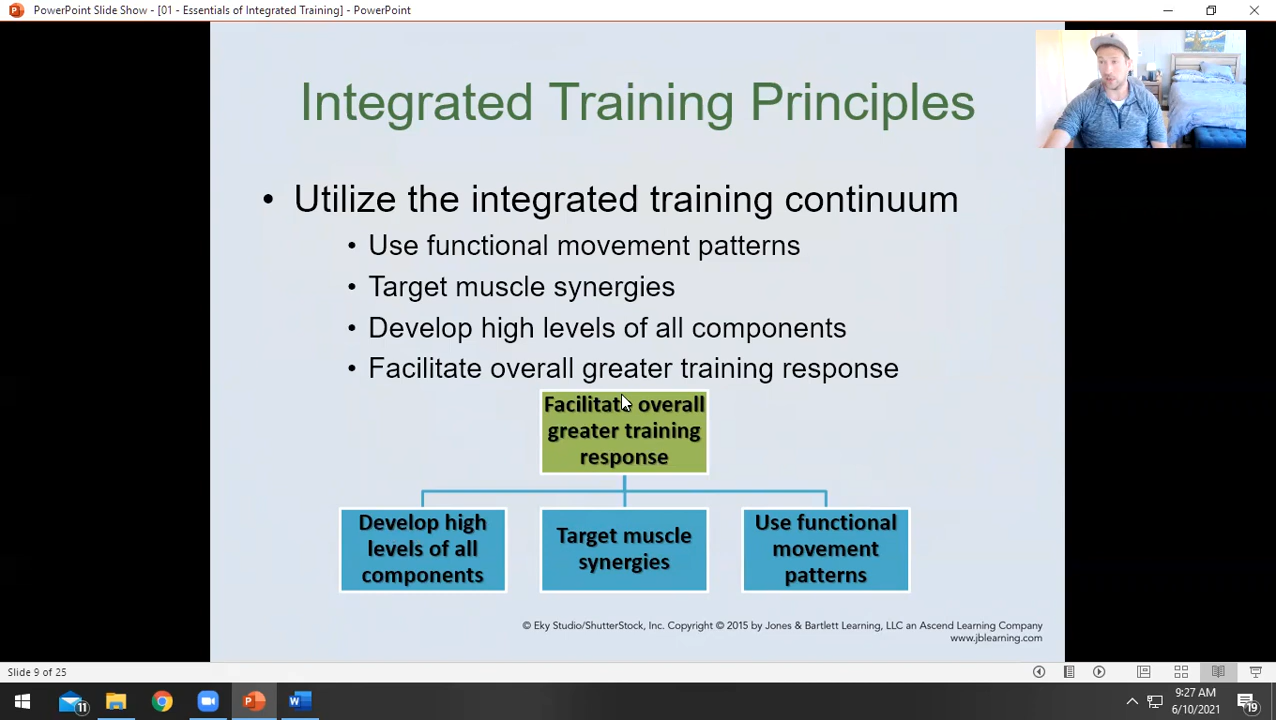 PowerPoint Slide Show - [01 - Essentials of Integrated Training] - PowerPoint
Integrated Training Principles
• Utilize the integrated training continuum
• Use functional movement patterns
• Target muscle synergies
• Develop high levels of all components
• Facilitate overall greater training response
Facilitate overall
greater training
response
Develop high
levels of all
components
Target muscle
synergies
Use functional
movement
patterns
© Eky Studio/ShutterStock, Inc. Copyright © 2015 by Jones & Bartlett Learning, LLC an Ascend Learning Company
www.jblearning.com
Slide 9 of 25
11
9:27 AM
6/10/2021
19